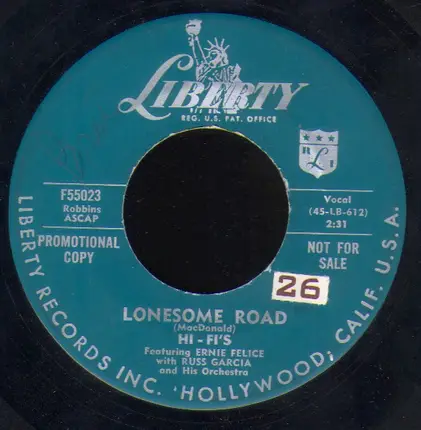 LIBERTY
REG. U.S. PAT. OFFICE
R L I
F55023
Robbins
ASCAP
PROMOTIONAL
COPY
Vocal
(45-LB-612)
2:31
NOT FOR
SALE
26
LONESOME ROAD
(MacDonald)
HI-FI'S
Featuring ERNIE FELICE
with RUSS GARCIA
and His Orchestra
LIBERTY RECORDS INC. HOLLYWOOD, CALIF. U.S.A.